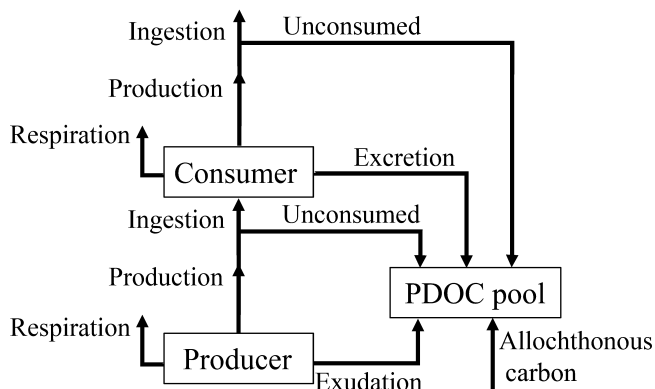 Ingestion
Unconsumed
Production
Respiration
Excretion
Consumer
Ingestion
Unconsumed
Production
PDOC pool
Respiration
Allochthonous
carbon
Producer
Exudation